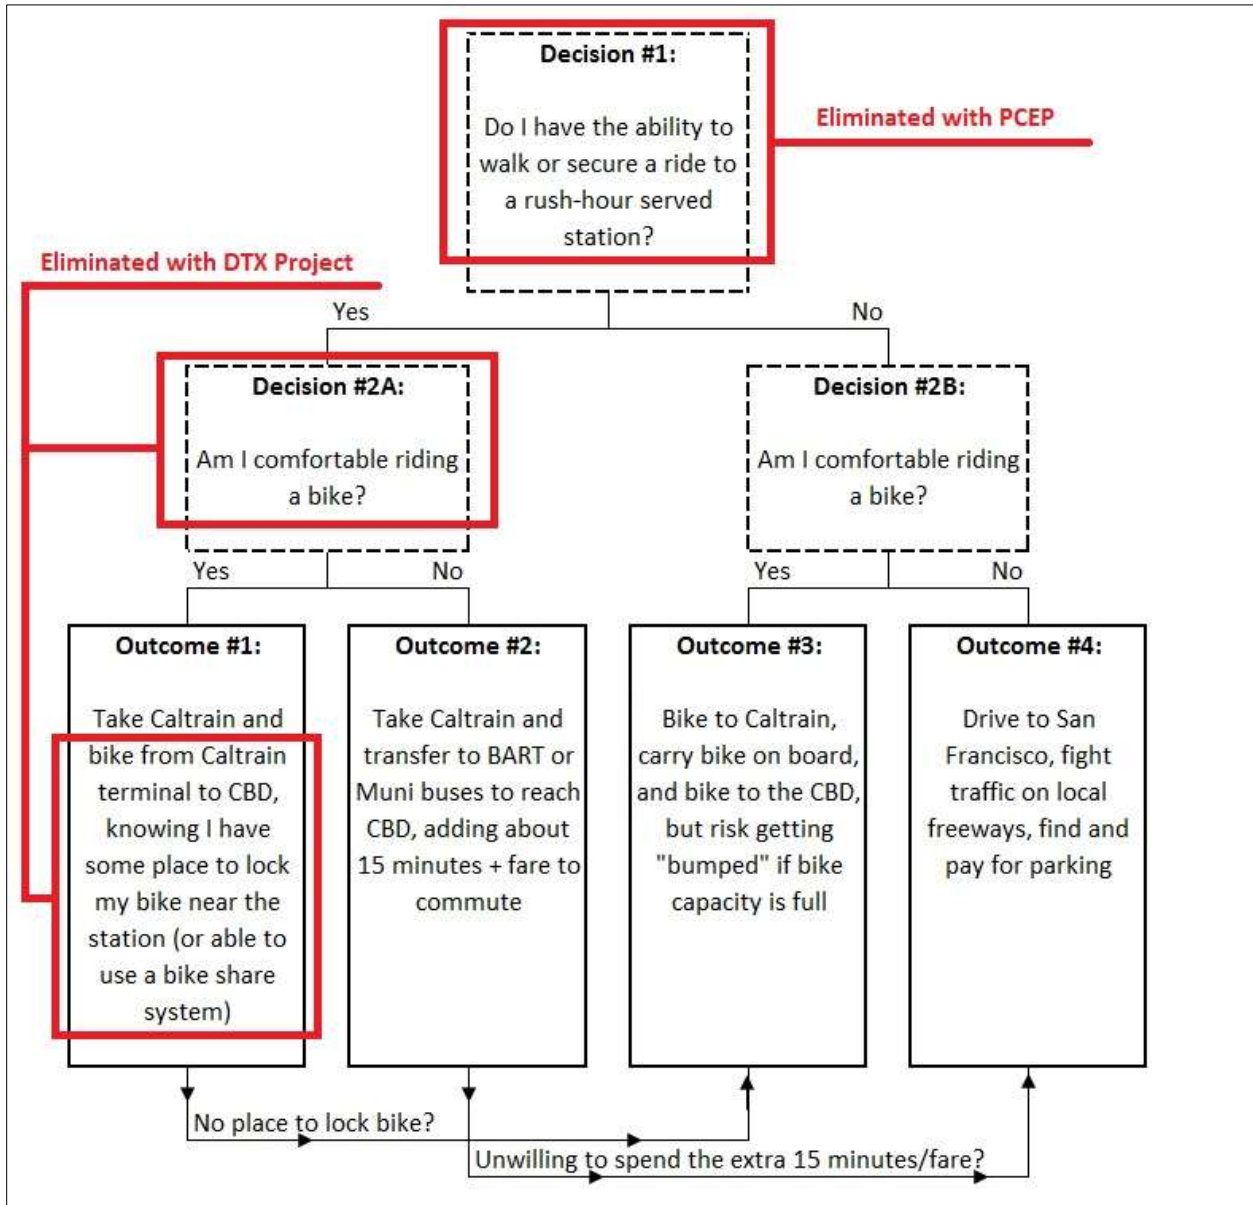 Decision #1:
Do I have the ability to
walk or secure a ride to
a rush-hour served
station?
Eliminated with PCEP
Eliminated with DTX Project
Yes
No
Decision #2A:
Am I comfortable riding
a bike?
Decision #2B:
Am I comfortable riding
a bike?
Yes
No
Yes
No
Outcome #1:
Take Caltrain and
bike from Caltrain
terminal to CBD,
knowing I have
some place to lock
my bike near the
station (or able to
use a bike share
system)
Outcome #2:
Take Caltrain and
transfer to BART or
Muni buses to reach
CBD, adding about
15 minutes + fare to
commute
Outcome #3:
Bike to Caltrain,
carry bike on board,
and bike to the CBD,
but risk getting
"bumped" if bike
capacity is full
Outcome #4:
Drive to San
Francisco, fight
traffic on local
freeways, find and
pay for parking
No place to lock bike?
Unwilling to spend the extra 15 minutes/fare?